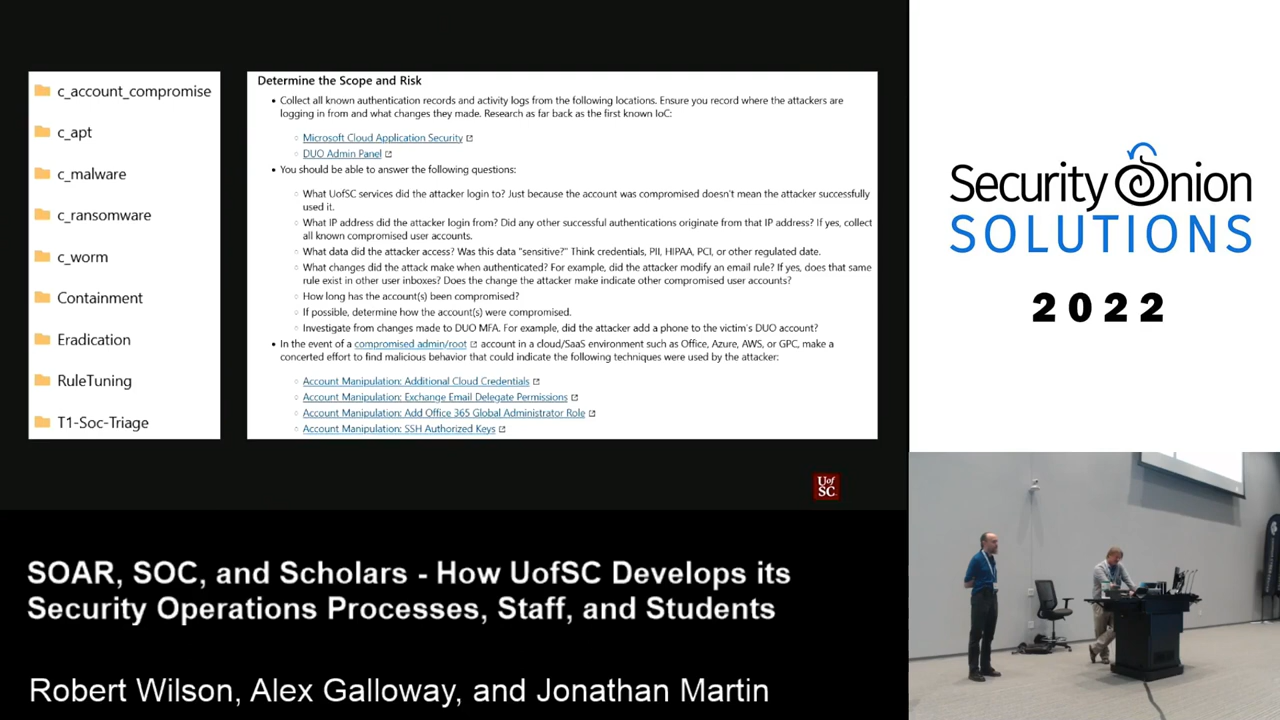 c_account_compromise
c_apt
c_malware
c_ransomware
c_worm
Containment
Eradication
RuleTuning
T1-Soc-Triage
Determine the Scope and Risk
• Collect all known authentication records and activity logs from the following locations. Ensure you record where the attackers are
logging in from and what changes they made. Research as far back as the first known IoC:
○ Microsoft Cloud Application Security
○ DUO Admin Panel
• You should be able to answer the following questions:
○ What UofSC services did the attacker login to? Just because the account was compromised doesn't mean the attacker successfully
used it.
○ What IP address did the attacker login from? Did any other successful authentications originate from that IP address? If yes, collect
all known compromised user accounts.
○ What data did the attacker access? Was this data "sensitive?" Think credentials, PII, HIPAA, PCI, or other regulated date.
○ What changes did the attack make when authenticated? For example, did the attacker modify an email rule? If yes, does that same
rule exist in other user inboxes? Does the change the attacker make indicate other compromised user accounts?
○ How long has the account(s) been compromised?
○ If possible, determine how the account(s) were compromised.
○ Investigate from changes made to DUO MFA. For example, did the attacker add a phone to the victim's DUO account?
• In the event of a compromised admin/root account in a cloud/SaaS environment such as Office, Azure, AWS, or GPC, make a
concerted effort to find malicious behavior that could indicate the following techniques were used by the attacker:
○ Account Manipulation: Additional Cloud Credentials
○ Account Manipulation: Exchange Email Delegate Permissions
○ Account Manipulation: Add Office 365 Global Administrator Role
○ Account Manipulation: SSH Authorized Keys
UofSC
Security Onion
SOLUTIONS
2022
SOAR, SOC, and Scholars - How UofSC Develops its
Security Operations Processes, Staff, and Students
Robert Wilson, Alex Galloway, and Jonathan Martin